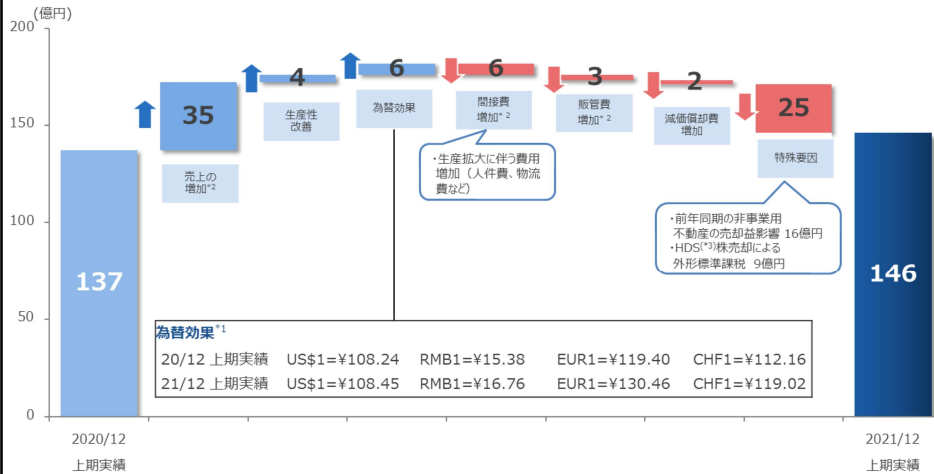 (億円)
200
150
100
50
0
137
35
売上の
増加*2
4
生産性
改善
6
為替効果
6
間接費
増加*2
・生産拡大に伴う費用
増加（人件費、物流
費など）
3
販管費
増加*2
2
減価償却費
増加
25
特殊要因
・前年同期の非事業用
不動産の売却益影響 16億円
・HDS(*3)株売却による
外形標準課税 9億円
146
為替効果*1
20/12 上期実績 US$1=¥108.24 RMB1=¥15.38 EUR1=¥119.40 CHF1=¥112.16
21/12 上期実績 US$1=¥108.45 RMB1=¥16.76 EUR1=¥130.46 CHF1=¥119.02
2020/12
上期実績
2021/12
上期実績